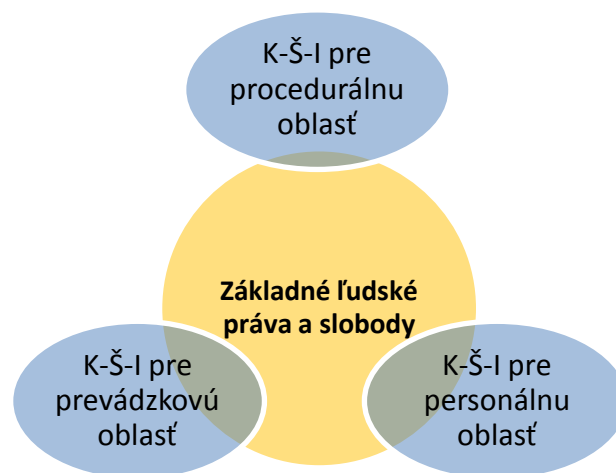 K-Š-I pre
procedurálnu
oblasť
Základné ľudské
práva a slobody
K-Š-I pre
prevádzkovú
oblasť
K-Š-I pre
personálnu
oblasť